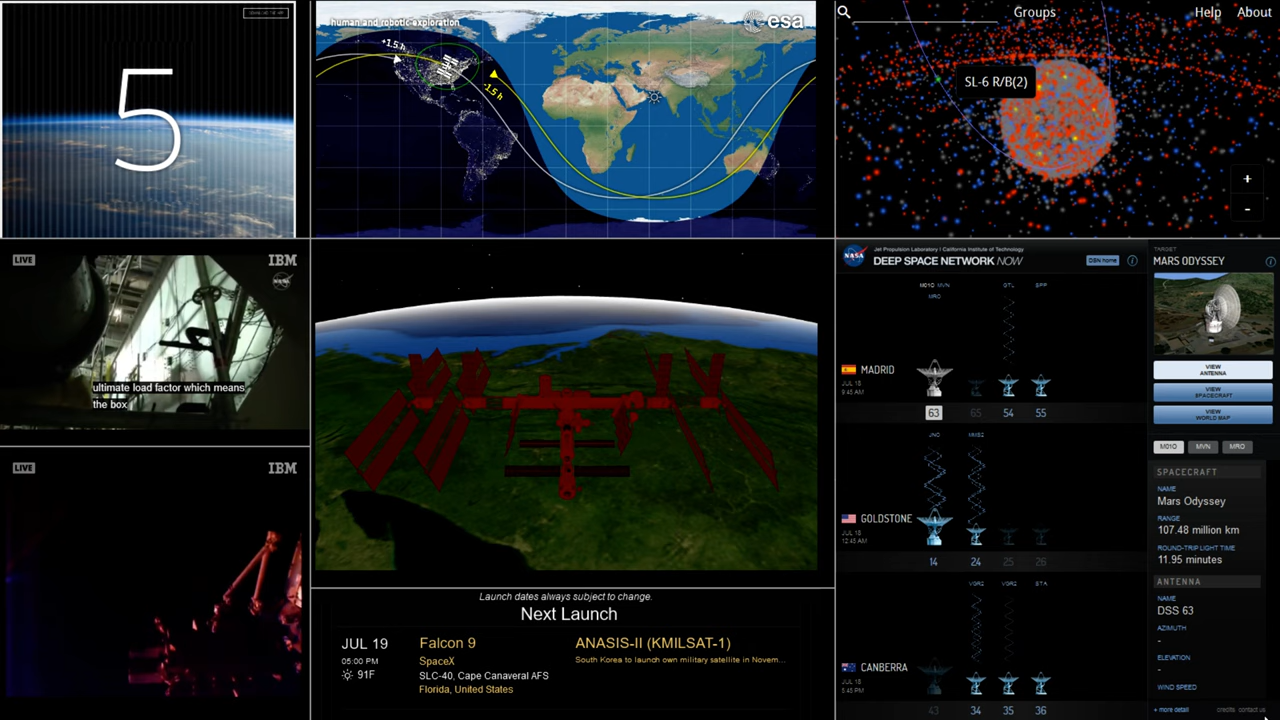 5
human and robotic exploration
esa
+1.5 h
-1.5 h
Groups
Help
About
SL-6 R/B(2)
+
-
LIVE
IBM
NASA
ultimate load factor which means
the box
LIVE
IBM
Launch dates always subject to change.
Next Launch
JUL 19
05:00 PM
91F
Falcon 9
SpaceX
SLC-40, Cape Canaveral AFS
Florida, United States
ANASIS-II (KMILSAT-1)
South Korea to launch own military satellite in Novem...
NASA
Jet Propulsion Laboratory | California Institute of Technology
DEEP SPACE NETWORK NOW
DSN home
M01O MVN
MRO
GTL
SPP
MADRID
JUL 18
9:45 AM
63 65 54 55
JNO
MMS2
GOLDSTONE
JUL 18
12:45 AM
14 24 25 26
VGR2 VGR2 STA
CANBERRA
JUL 18
5:45 PM
43 34 35 36
TARGET
MARS ODYSSEY
VIEW
ANTENNA
VIEW
SPACECRAFT
VIEW
WORLD MAP
M01O MVN MRO
SPACECRAFT
NAME
Mars Odyssey
RANGE
107.48 million km
ROUND-TRIP LIGHT TIME
11.95 minutes
ANTENNA
NAME
DSS 63
AZIMUTH
-
ELEVATION
-
WIND SPEED
+ more detail
credits contact us